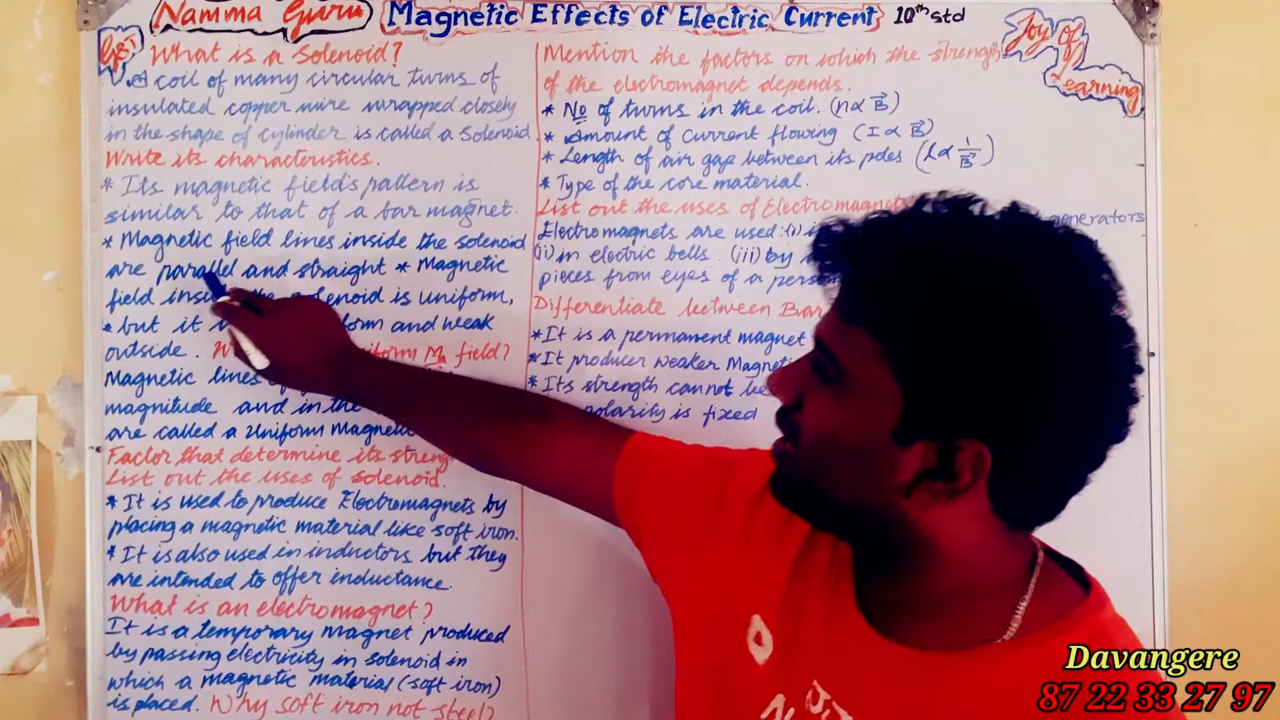 Namma Guru
Magnetic Effects of Electric Current 10th std
GST
Joy of
Learning
What is a Solenoid?
A coil of many circular turns of
insulated copper wire wrapped closely
in the shape of cylinder is called a Solenoid
Write its characteristics.
* Its magnetic field's pattern is
similar to that of a bar magnet.
* Magnetic field lines inside the solenoid
are parallel and straight * Magnetic
field inside the solenoid is uniform,
* but it form and weak
outside. uniform Mg field?
Magnetic lines of
magnitude and in the
are called a Uniform Magnetic
Factor that determine its streng
List out the uses of solenoid.
* It is used to produce Electromagnets by
placing a magnetic material like soft iron.
* It is also used in inductors but they
are intended to offer inductance.
What is an electromagnet?
It is a temporary magnet produced
by passing electricity in solenoid in
which a magnetic material (soft iron)
is placed. Why soft iron not steel?
Mention the factors on which the strength
of the electromagnet depends.
* No of turns in the coil. (n∝ B⃗)
* Amount of current flowing (I ∝ B⃗)
* Length of air gap between its poles (l ∝ 1/B⃗)
* Type of the core material.
List out the uses of Electromagnets
Electromagnets are used: (i) generators
(ii) in electric bells. (iii) by
pieces from eyes of a person
Differentiate between Bar
* It is a permanent magnet
* It producer weaker Magnetic
* Its strength cannot be
polarity is fixed
Davangere
87 22 33 27 97